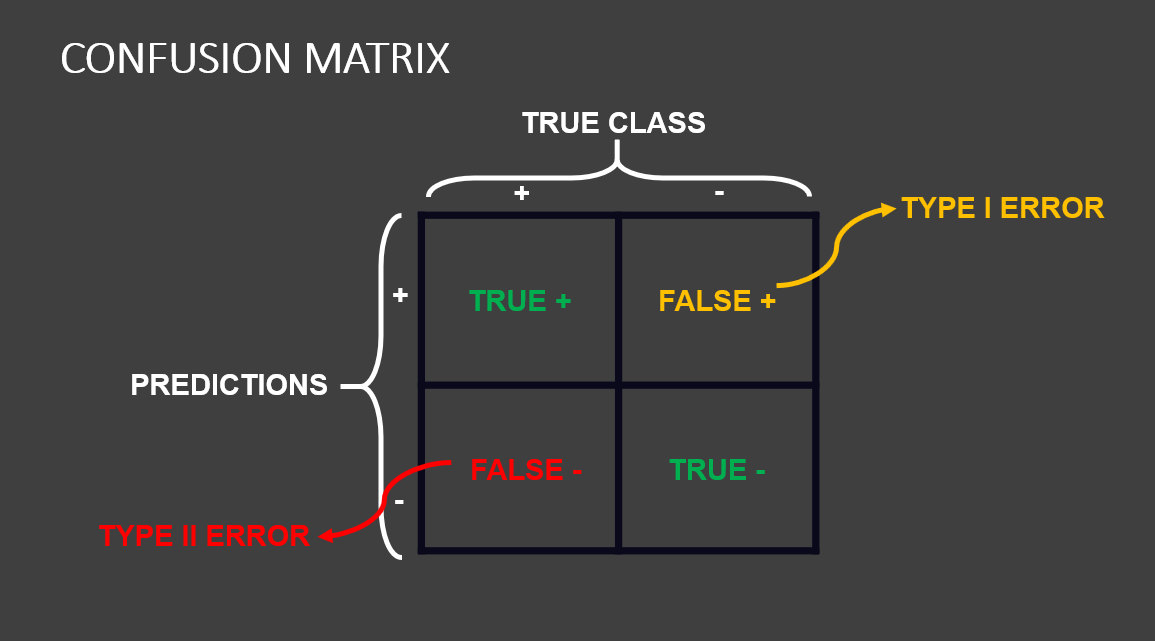 CONFUSION MATRIX
TRUE CLASS
+ -
TYPE I ERROR
+ TRUE + FALSE +
PREDICTIONS
- FALSE - TRUE -
TYPE II ERROR